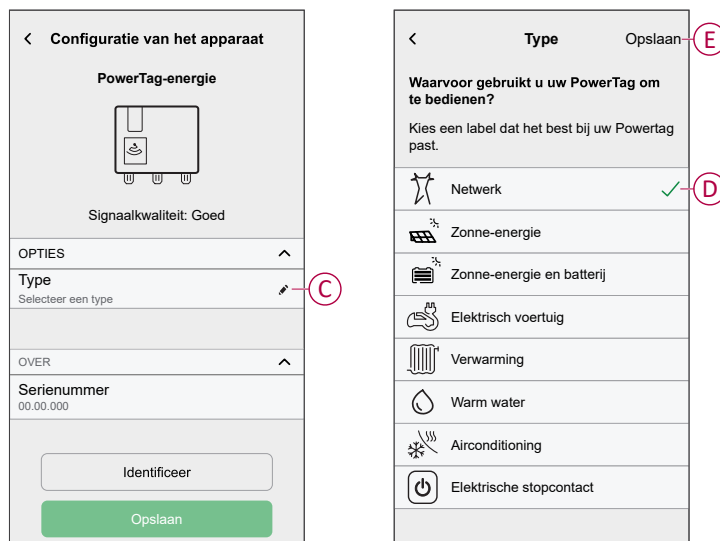 Configuratie van het apparaat
PowerTag-energie
Signaalkwaliteit: Goed
OPTIES
Type
Selecteer een type
C
OVER
Serienummer
00.00.000
Identificeer
Opslaan
Type
Opslaan
E
Waarvoor gebruikt u uw PowerTag om
te bedienen?
Kies een label dat het best bij uw Powertag
past.
Netwerk
D
Zonne-energie
Zonne-energie en batterij
Elektrisch voertuig
Verwarming
Warm water
Airconditioning
Elektrische stopcontact